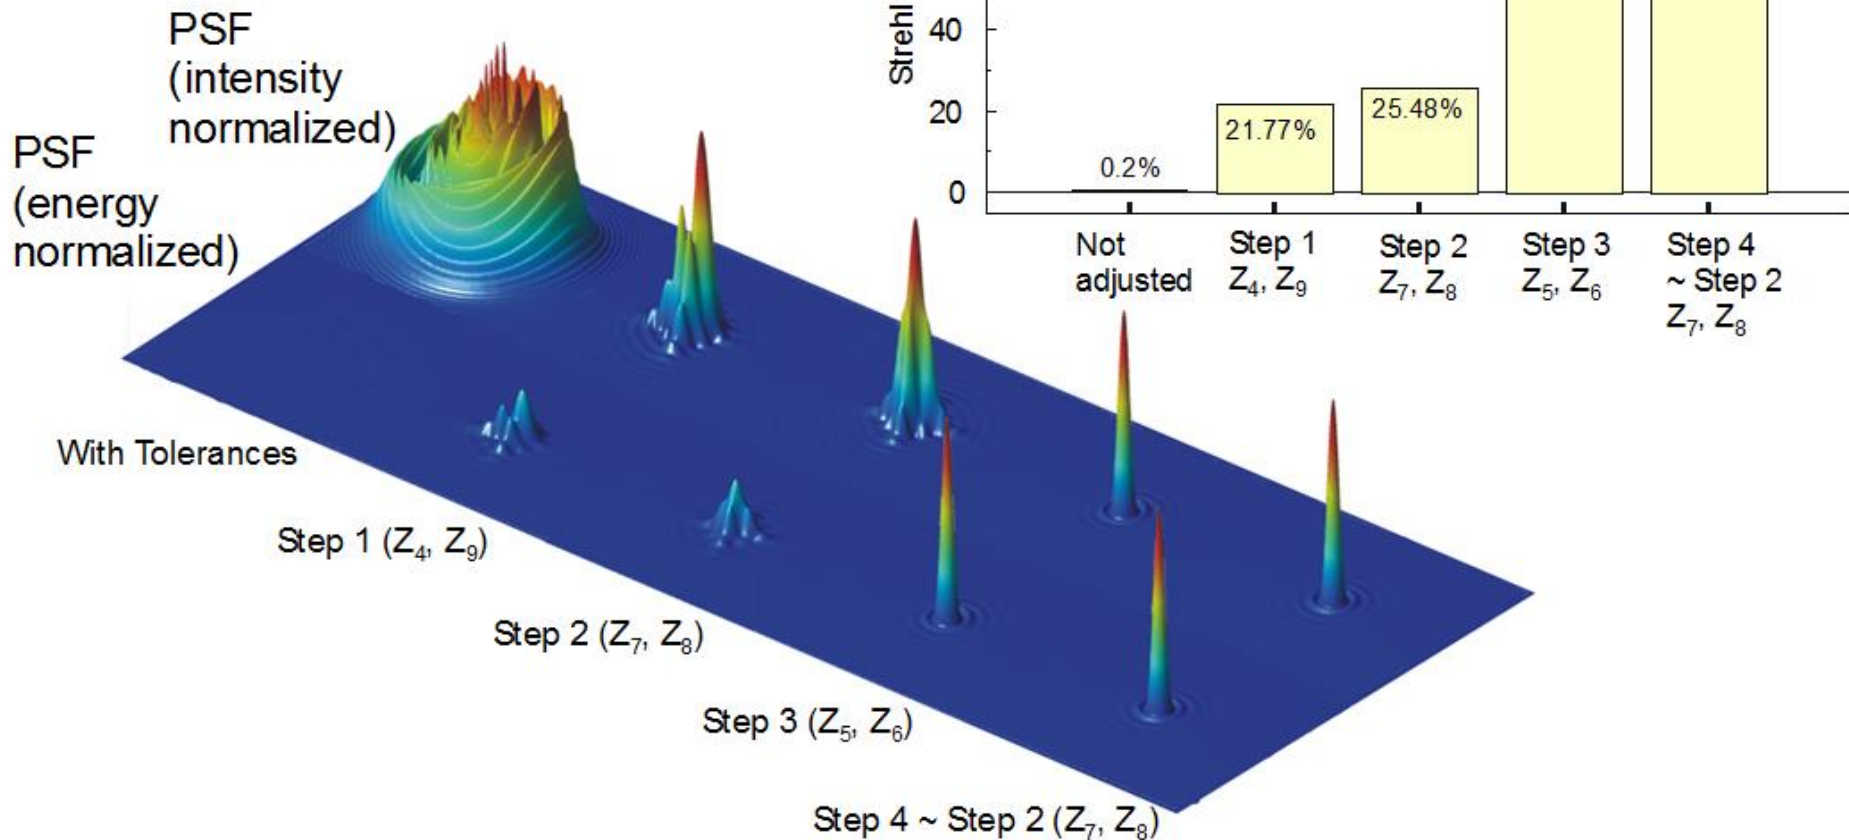 PSF
(intensity
normalized)
PSF
(energy
normalized)
With Tolerances
Step 1 (Z₄, Z₉)
Step 2 (Z₇, Z₈)
Step 3 (Z₅, Z₆)
Step 4 ~ Step 2 (Z₇, Z₈)
Strehl
40
20
0
0.2%
21.77%
25.48%
Not
adjusted
Step 1
Z₄, Z₉
Step 2
Z₇, Z₈
Step 3
Z₅, Z₆
Step 4
~ Step 2
Z₇, Z₈